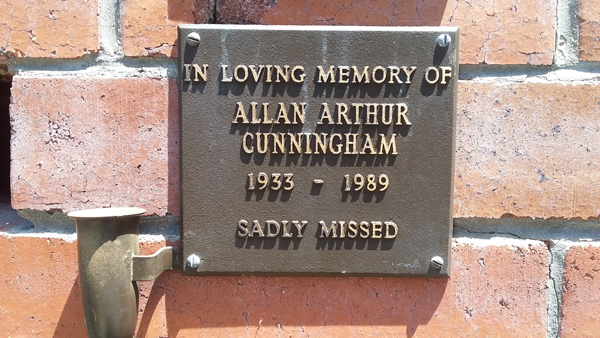 IN LOVING MEMORY OF
ALLAN ARTHUR
CUNNINGHAM
1933 - 1989
SADLY MISSED